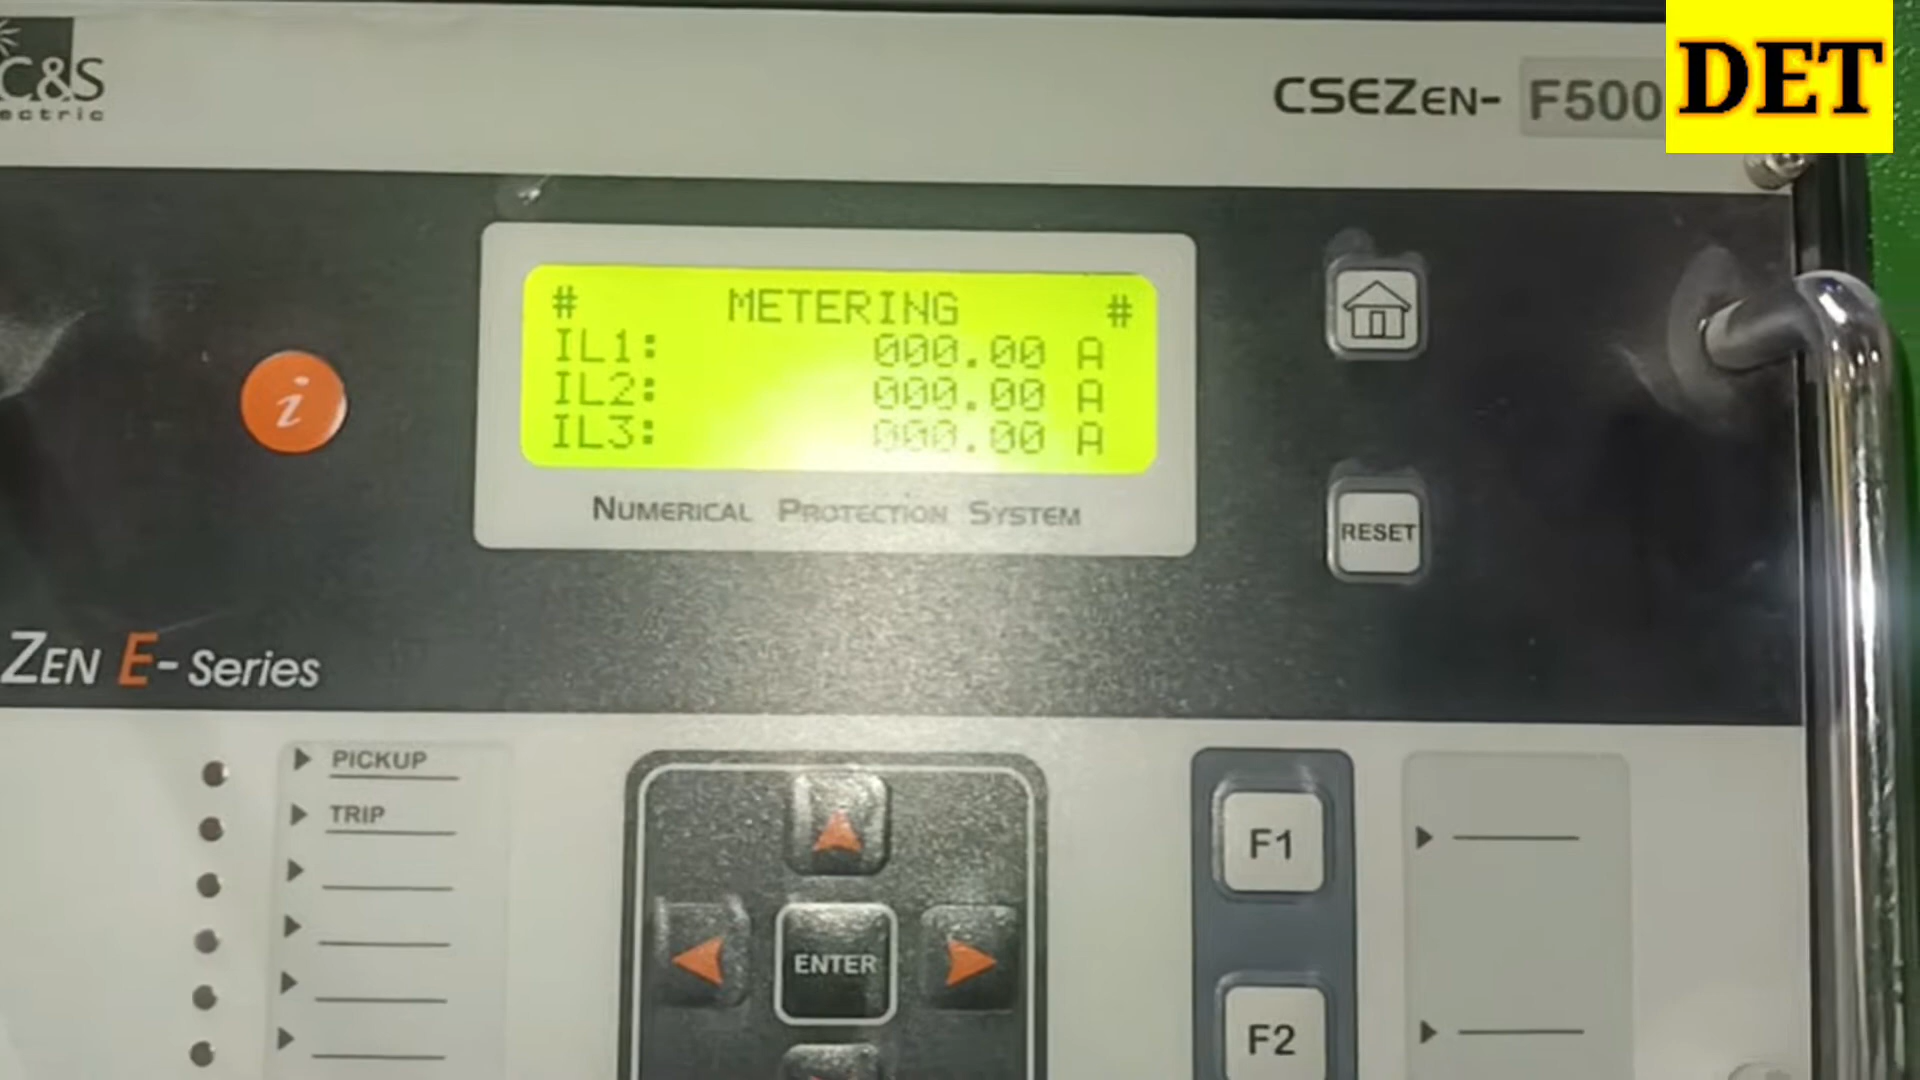 C&S
ectric
CSEZEN- F500
DET
# METERING #
IL1: 000.00 A
IL2: 000.00 A
IL3: 000.00 A
NUMERICAL PROTECTION SYSTEM
i
RESET
ZEN E-Series
PICKUP
TRIP
ENTER
F1
F2